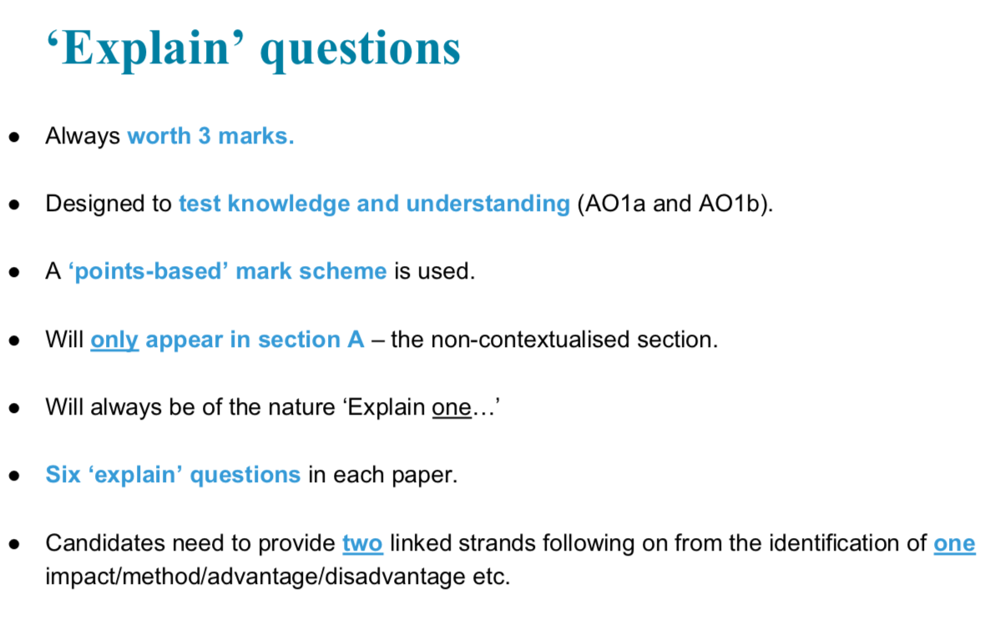 ‘Explain’ questions
● Always worth 3 marks.
● Designed to test knowledge and understanding (AO1a and AO1b).
● A ‘points-based’ mark scheme is used.
● Will only appear in section A – the non-contextualised section.
● Will always be of the nature ‘Explain one…’
● Six ‘explain’ questions in each paper.
● Candidates need to provide two linked strands following on from the identification of one
impact/method/advantage/disadvantage etc.